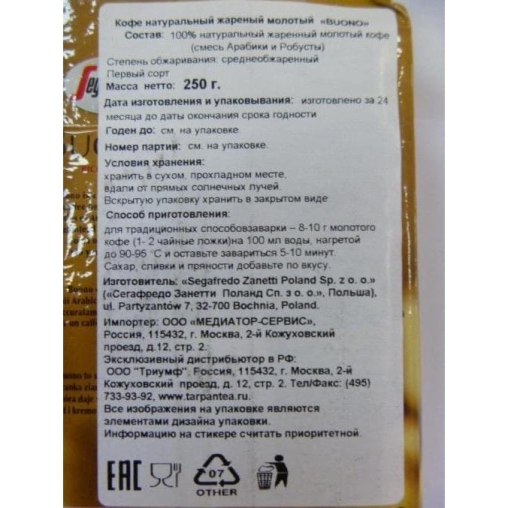 Кофе натуральный жареный молотый «BUONO»
Состав: 100% натуральный жаренный молотый кофе
(смесь Арабики и Робусты)
Степень обжаривания: среднеобжаренный
Первый сорт
Масса нетто: 250 г.
Дата изготовления и упаковывания: изготовлено за 24
месяца до даты окончания срока годности
Годен до: см. на упаковке.
Номер партии: см. на упаковке.
Условия хранения:
хранить в сухом, прохладном месте,
вдали от прямых солнечных лучей.
Вскрытую упаковку хранить в закрытом виде
Способ приготовления:
для традиционных способовзаварки – 8-10 г молотого
кофе (1- 2 чайные ложки)на 100 мл воды, нагретой
до 90-95 °С и оставьте завариться 5-10 минут.
Сахар, сливки и пряности добавьте по вкусу.
Изготовитель: «Segafredo Zanetti Poland Sp. z o. o.»
(«Сегафредо Занетти Поланд Сп. з о. о.», Польша),
ul. Partyzantów 7, 32-700 Bochnia, Poland.
Импортер: ООО «МЕДИАТОР-СЕРВИС»,
Россия, 115432, г. Москва, 2-й Кожуховский
проезд, д.12, стр. 2.
Эксклюзивный дистрибьютор в РФ:
ООО "Триумф", Россия, 115432, г. Москва, 2-й
Кожуховский проезд, д. 12, стр. 2. Тел/Факс: (495)
733-93-92, www.tarpantea.ru.
Все изображения на упаковке являются
элементами дизайна упаковки.
Информацию на стикере считать приоритетной.
EAC
07
OTHER